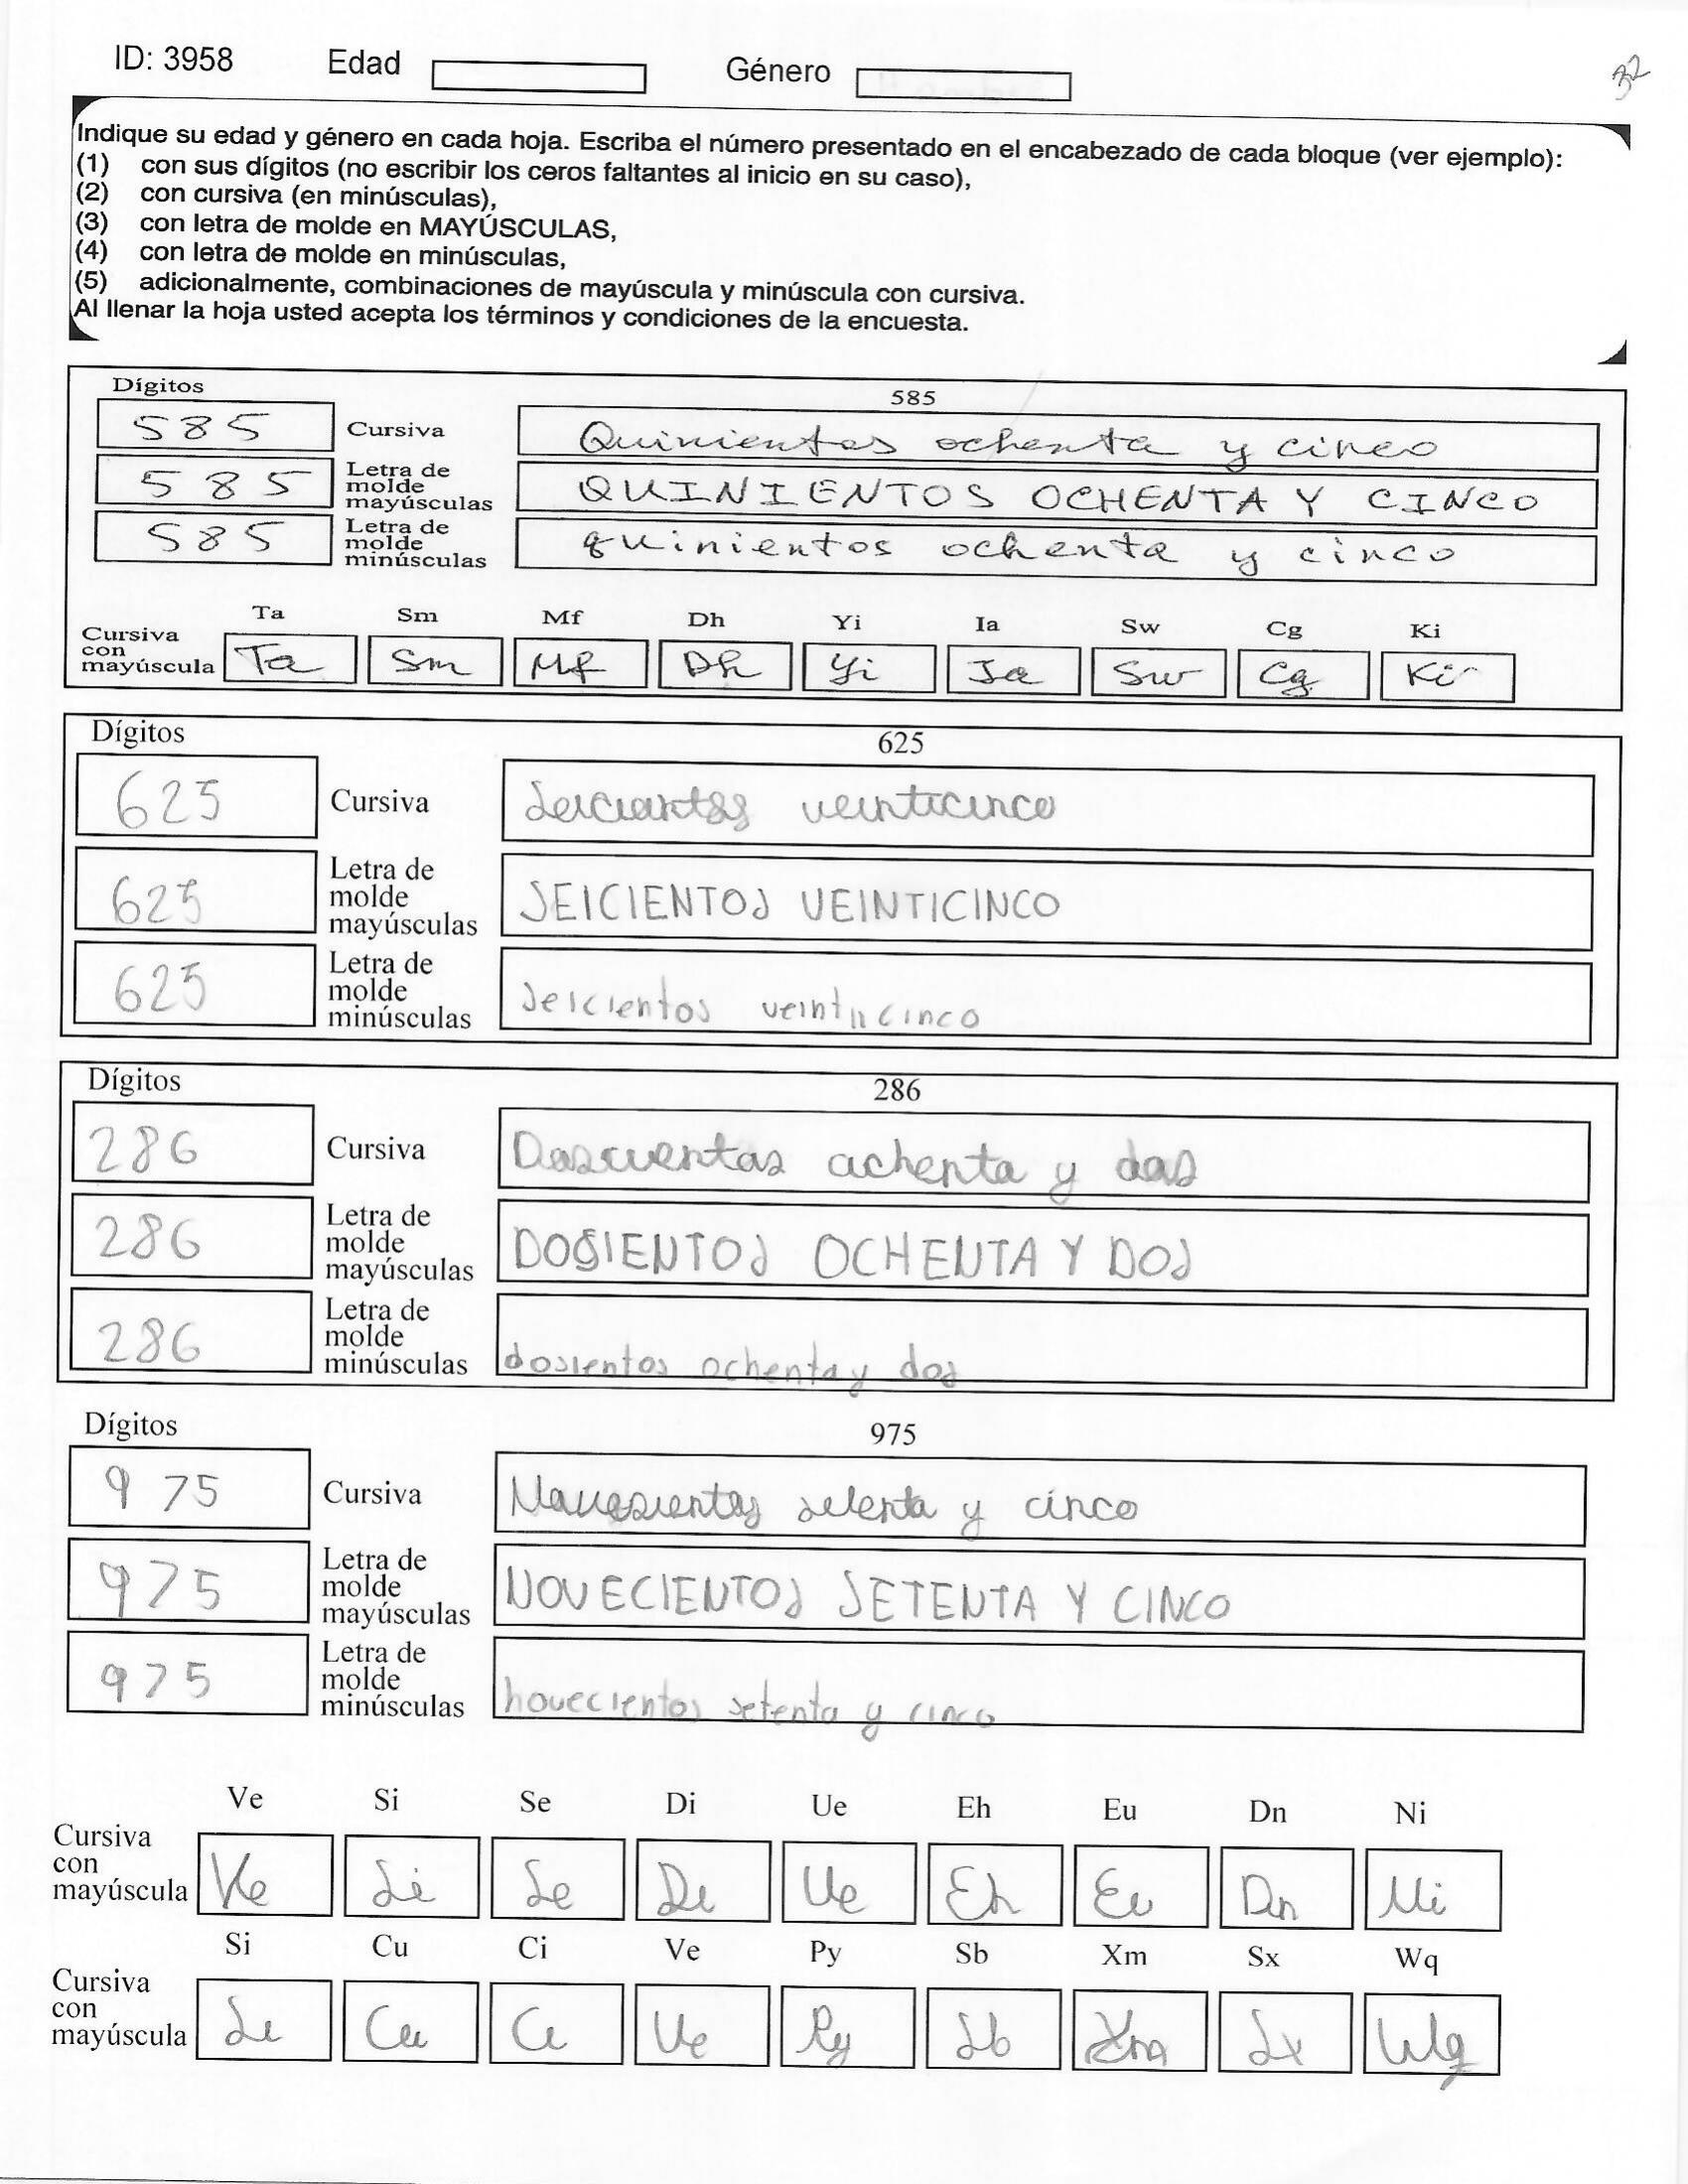 ID: 3958 Edad Género 32
Indique su edad y género en cada hoja. Escriba el número presentado en el encabezado de cada bloque (ver ejemplo):
(1) con sus dígitos (no escribir los ceros faltantes al inicio en su caso),
(2) con cursiva (en minúsculas),
(3) con letra de molde en MAYÚSCULAS,
(4) con letra de molde en minúsculas,
(5) adicionalmente, combinaciones de mayúscula y minúscula con cursiva.
Al llenar la hoja usted acepta los términos y condiciones de la encuesta.
Dígitos 585
585 Cursiva Quinientos ochenta y cinco
585 Letra de molde mayúsculas QUINIENTOS OCHENTA Y CINCO
585 Letra de molde minúsculas quinientos ochenta y cinco
Ta Sm Mf Dh Yi Ia Sw Cg Ki
Cursiva con mayúscula Ta Sm Mf Dh Yi Ia Sw Cg Ki
Dígitos 625
625 Cursiva Seicientos veinticinco
625 Letra de molde mayúsculas SEICIENTOS VEINTICINCO
625 Letra de molde minúsculas seicientos veintiicinco
Dígitos 286
286 Cursiva Doscientos ochenta y dos
286 Letra de molde mayúsculas DOSIENTOS OCHENTA Y DOS
286 Letra de molde minúsculas dosientos ochenta y dos
Dígitos 975
975 Cursiva Novesientos setenta y cinco
975 Letra de molde mayúsculas NOVECIENTOS SETENTA Y CINCO
975 Letra de molde minúsculas novecientos setenta y cinco
Ve Si Se Di Ue Eh Eu Dn Ni
Cursiva con mayúscula Ve Si Se Di Ue Eh Eu Dn Ni
Si Cu Ci Ve Py Sb Xm Sx Wq
Cursiva con mayúscula Si Cu Ci Ve Py Sb Xm Sx Wq